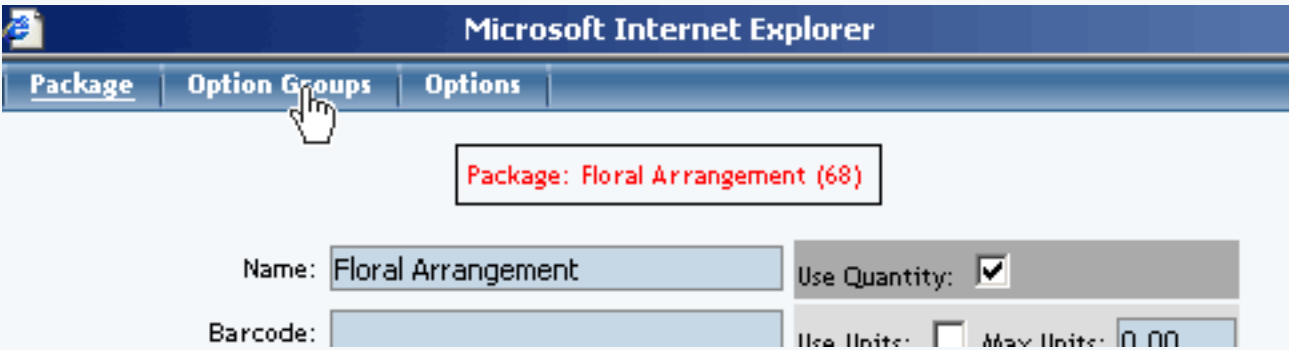 Microsoft Internet Explorer
Package Option Groups Options
Package: Floral Arrangement (68)
Name: Floral Arrangement Use Quantity:
Barcode: Use Units: Max Units: 0.00